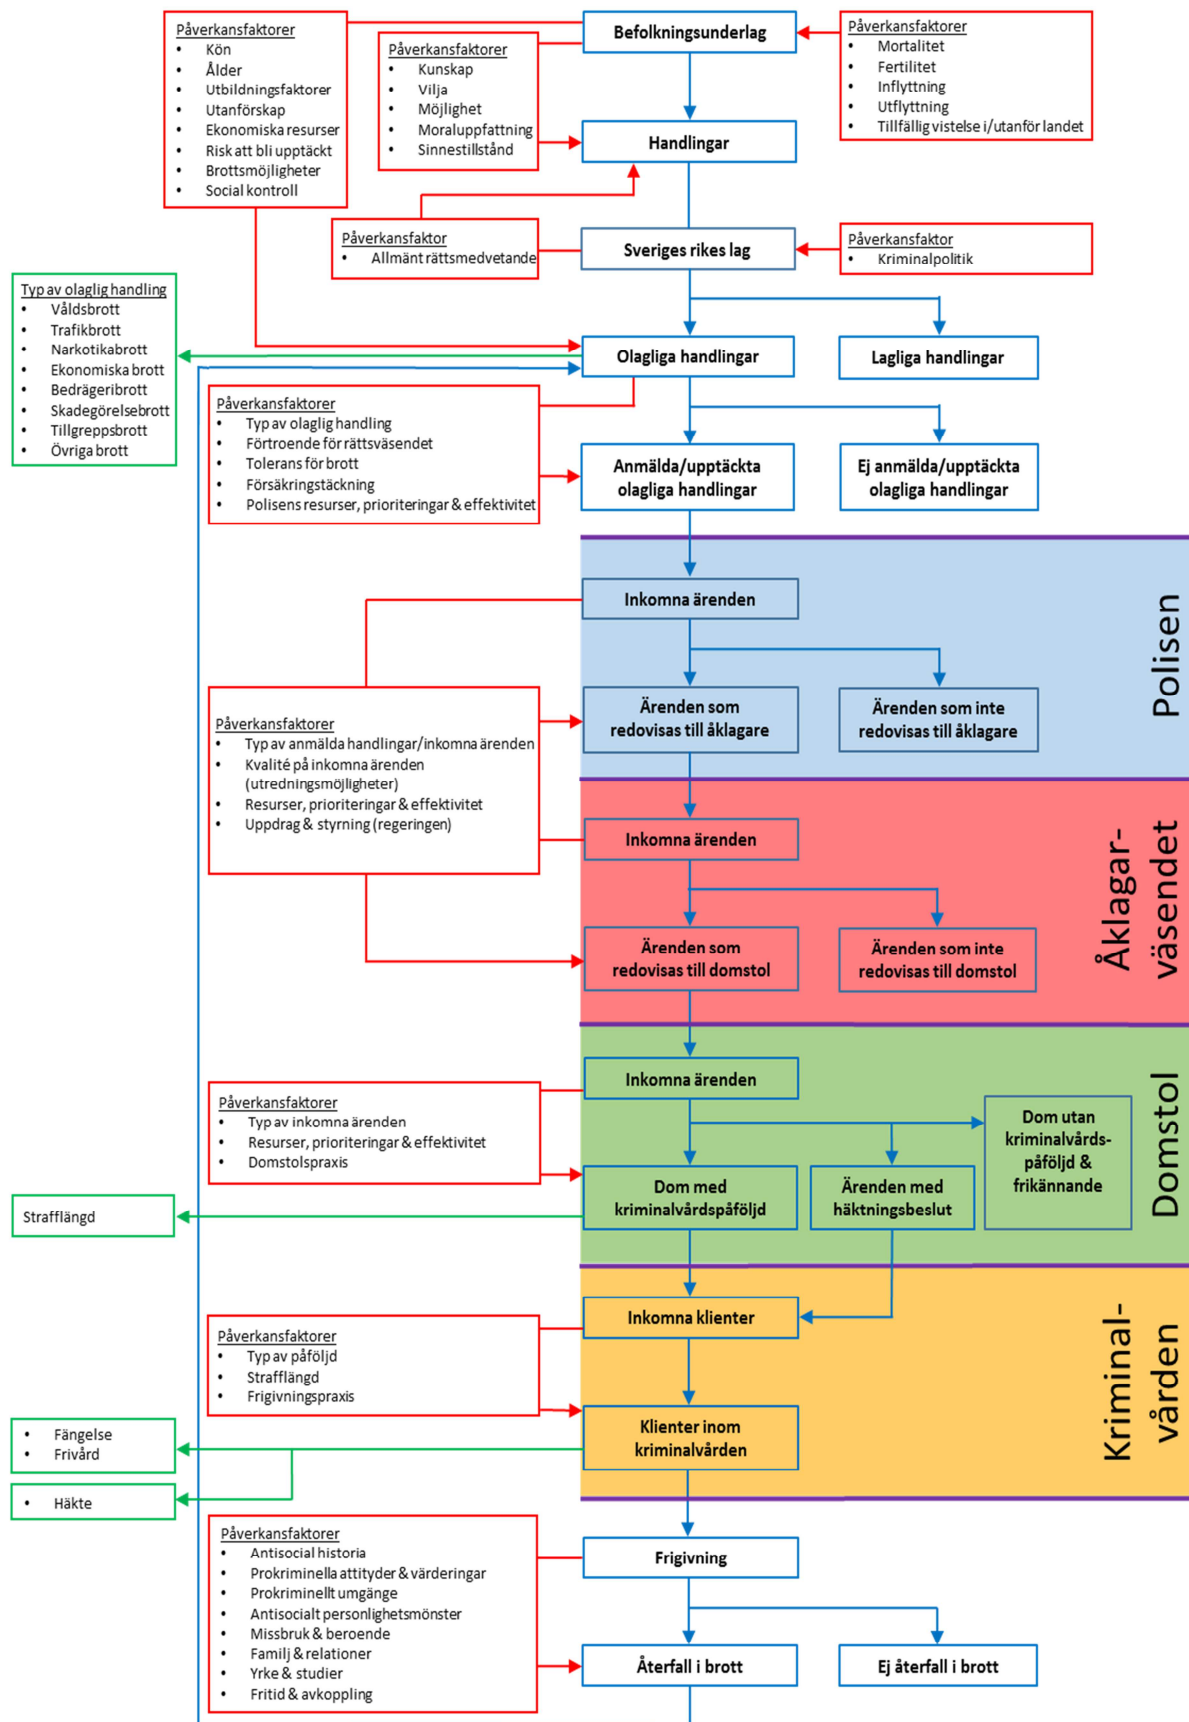 Påverkansfaktorer
• Kön
• Ålder
• Utbildningsfaktorer
• Utanförskap
• Ekonomiska resurser
• Risk att bli upptäckt
• Brottsmöjligheter
• Social kontroll
Påverkansfaktorer
• Kunskap
• Vilja
• Möjlighet
• Moraluppfattning
• Sinnestillstånd
Befolkningsunderlag
Påverkansfaktorer
• Mortalitet
• Fertilitet
• Inflyttning
• Utflyttning
• Tillfällig vistelse i/utanför landet
Handlingar
Påverkansfaktor
• Allmänt rättsmedvetande
Sveriges rikes lag
Påverkansfaktor
• Kriminalpolitik
Typ av olaglig handling
• Våldsbrott
• Trafikbrott
• Narkotikabrott
• Ekonomiska brott
• Bedrägeribrott
• Skadegörelsebrott
• Tillgreppsbrott
• Övriga brott
Olagliga handlingar
Lagliga handlingar
Påverkansfaktorer
• Typ av olaglig handling
• Förtroende för rättsväsendet
• Tolerans för brott
• Försäkringstäckning
• Polisens resurser, prioriteringar & effektivitet
Anmälda/upptäckta
olagliga handlingar
Ej anmälda/upptäckta
olagliga handlingar
Polisen
Inkomna ärenden
Ärenden som
redovisas till åklagare
Ärenden som inte
redovisas till åklagare
Påverkansfaktorer
• Typ av anmälda handlingar/inkomna ärenden
• Kvalité på inkomna ärenden
(utredningsmöjligheter)
• Resurser, prioriteringar & effektivitet
• Uppdrag & styrning (regeringen)
Åklagar-
väsendet
Inkomna ärenden
Ärenden som
redovisas till domstol
Ärenden som inte
redovisas till domstol
Domstol
Inkomna ärenden
Påverkansfaktorer
• Typ av inkomna ärenden
• Resurser, prioriteringar & effektivitet
• Domstolspraxis
Dom med
kriminalvårdspåföljd
Ärenden med
häktningsbeslut
Dom utan
kriminalvårds-
påföljd &
frikännande
Strafflängd
Kriminal-
vården
Inkomna klienter
Påverkansfaktorer
• Typ av påföljd
• Strafflängd
• Frigivningspraxis
Klienter inom
kriminalvården
• Fängelse
• Frivård
• Häkte
Påverkansfaktorer
• Antisocial historia
• Prokriminella attityder & värderingar
• Prokriminellt umgänge
• Antisocialt personlighetsmönster
• Missbruk & beroende
• Familj & relationer
• Yrke & studier
• Fritid & avkoppling
Frigivning
Återfall i brott
Ej återfall i brott